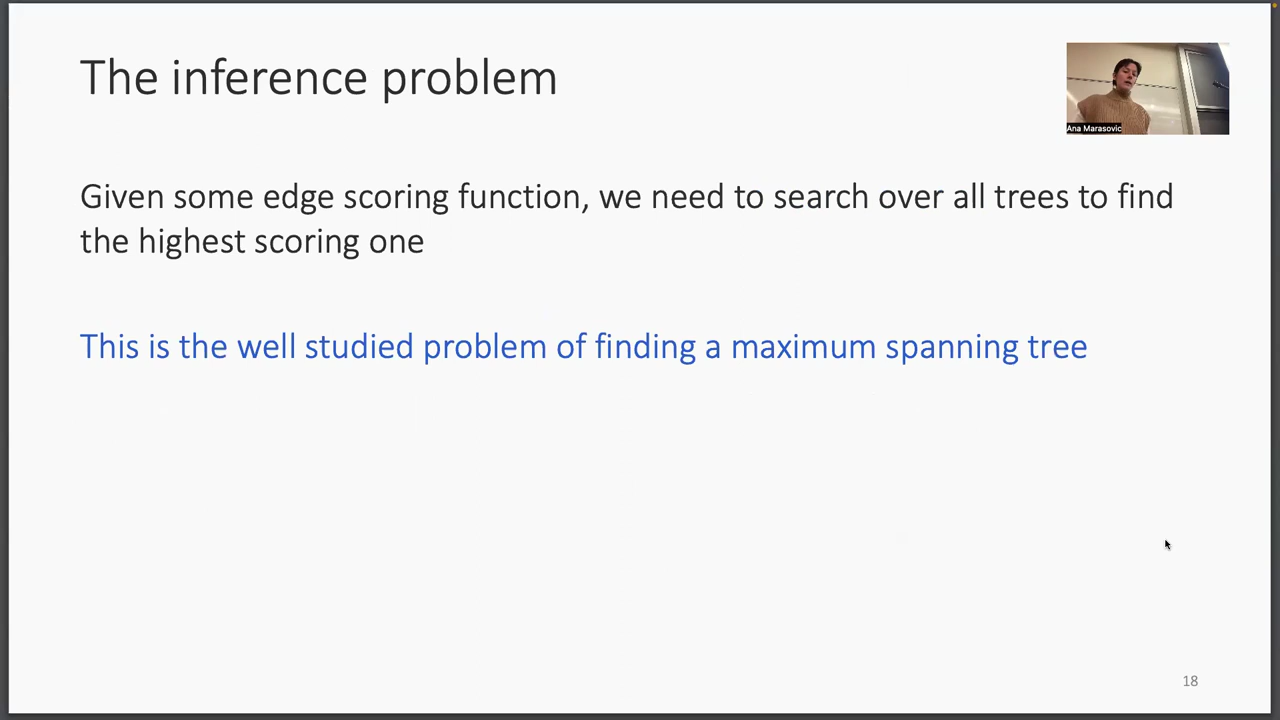 The inference problem
Ana Marasovic
Given some edge scoring function, we need to search over all trees to find
the highest scoring one
This is the well studied problem of finding a maximum spanning tree
18